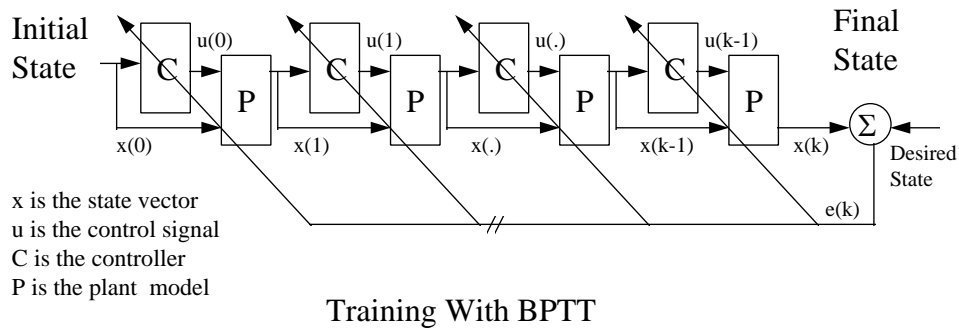 Initial
State
Final
State
u(0)
u(1)
u(.)
u(k-1)
C
C
C
C
P
P
P
P
Σ
x(0)
x(1)
x(.)
x(k-1)
x(k)
Desired
State
e(k)
x is the state vector
u is the control signal
C is the controller
P is the plant model
Training With BPTT